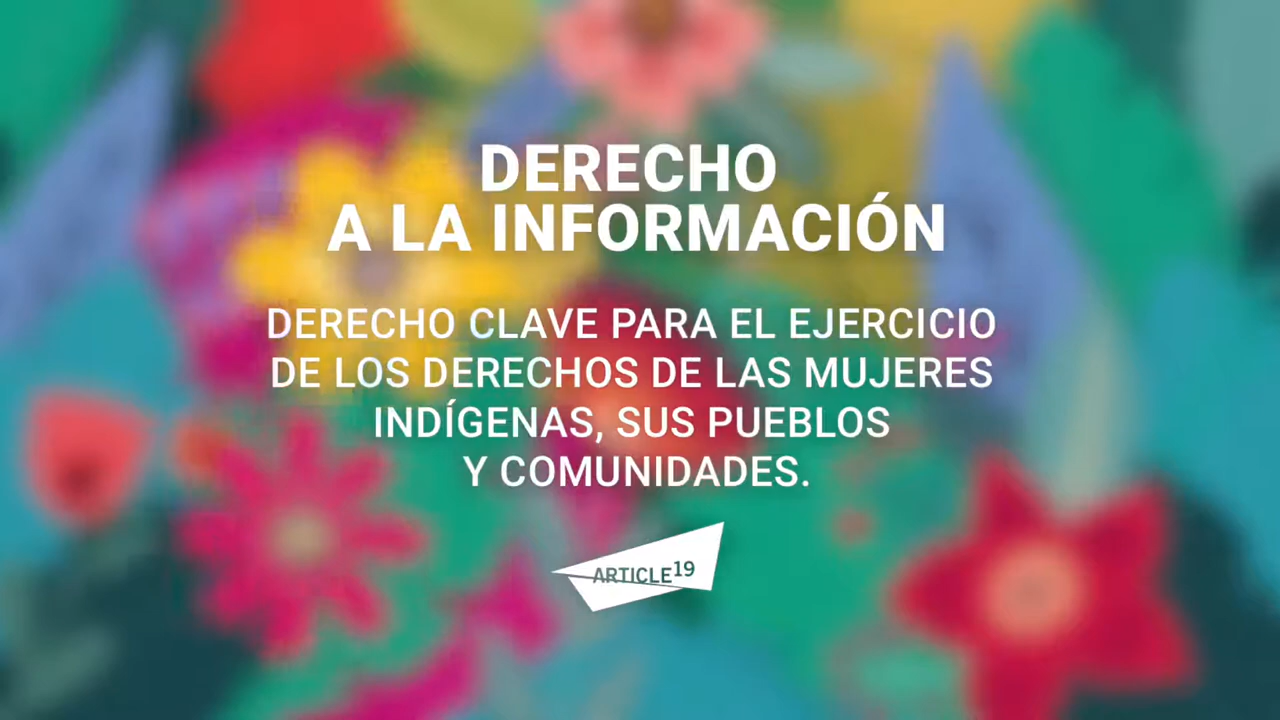 DERECHO
A LA INFORMACIÓN
DERECHO CLAVE PARA EL EJERCICIO
DE LOS DERECHOS DE LAS MUJERES
INDÍGENAS, SUS PUEBLOS
Y COMUNIDADES.
ARTICLE19